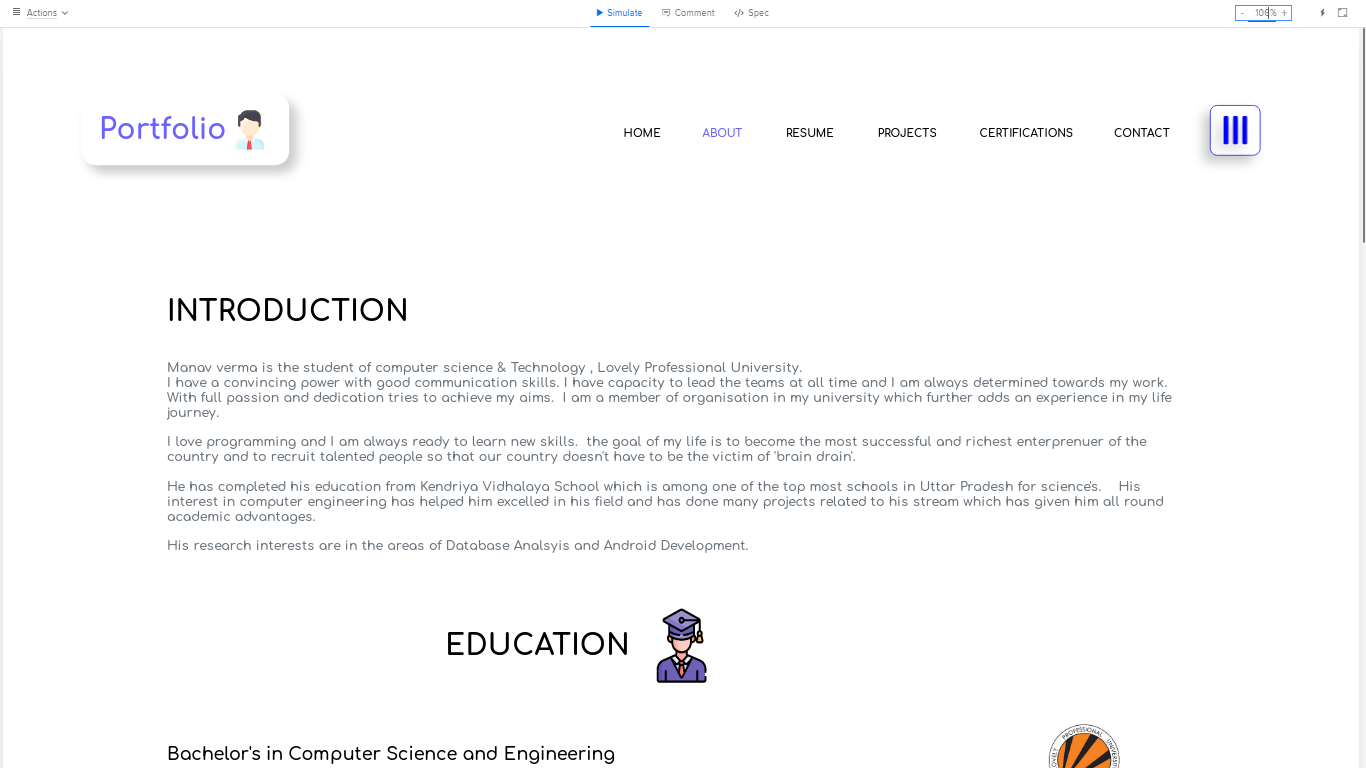 Actions
Simulate
Comment
Spec
- 106% +
Portfolio
HOME
ABOUT
RESUME
PROJECTS
CERTIFICATIONS
CONTACT
INTRODUCTION
Manav verma is the student of computer science & Technology , Lovely Professional University.
I have a convincing power with good communication skills. I have capacity to lead the teams at all time and I am always determined towards my work.
With full passion and dedication tries to achieve my aims.  I am a member of organisation in my university which further adds an experience in my life
journey.
I love programming and I am always ready to learn new skills.  the goal of my life is to become the most successful and richest enterprenuer of the
country and to recruit talented people so that our country doesn't have to be the victim of 'brain drain'.
He has completed his education from Kendriya Vidhalaya School which is among one of the top most schools in Uttar Pradesh for science's.    His
interest in computer engineering has helped him excelled in his field and has done many projects related to his stream which has given him all round
academic advantages.
His research interests are in the areas of Database Analsyis and Android Development.
EDUCATION
Bachelor's in Computer Science and Engineering
LOVELY PROFESSIONAL